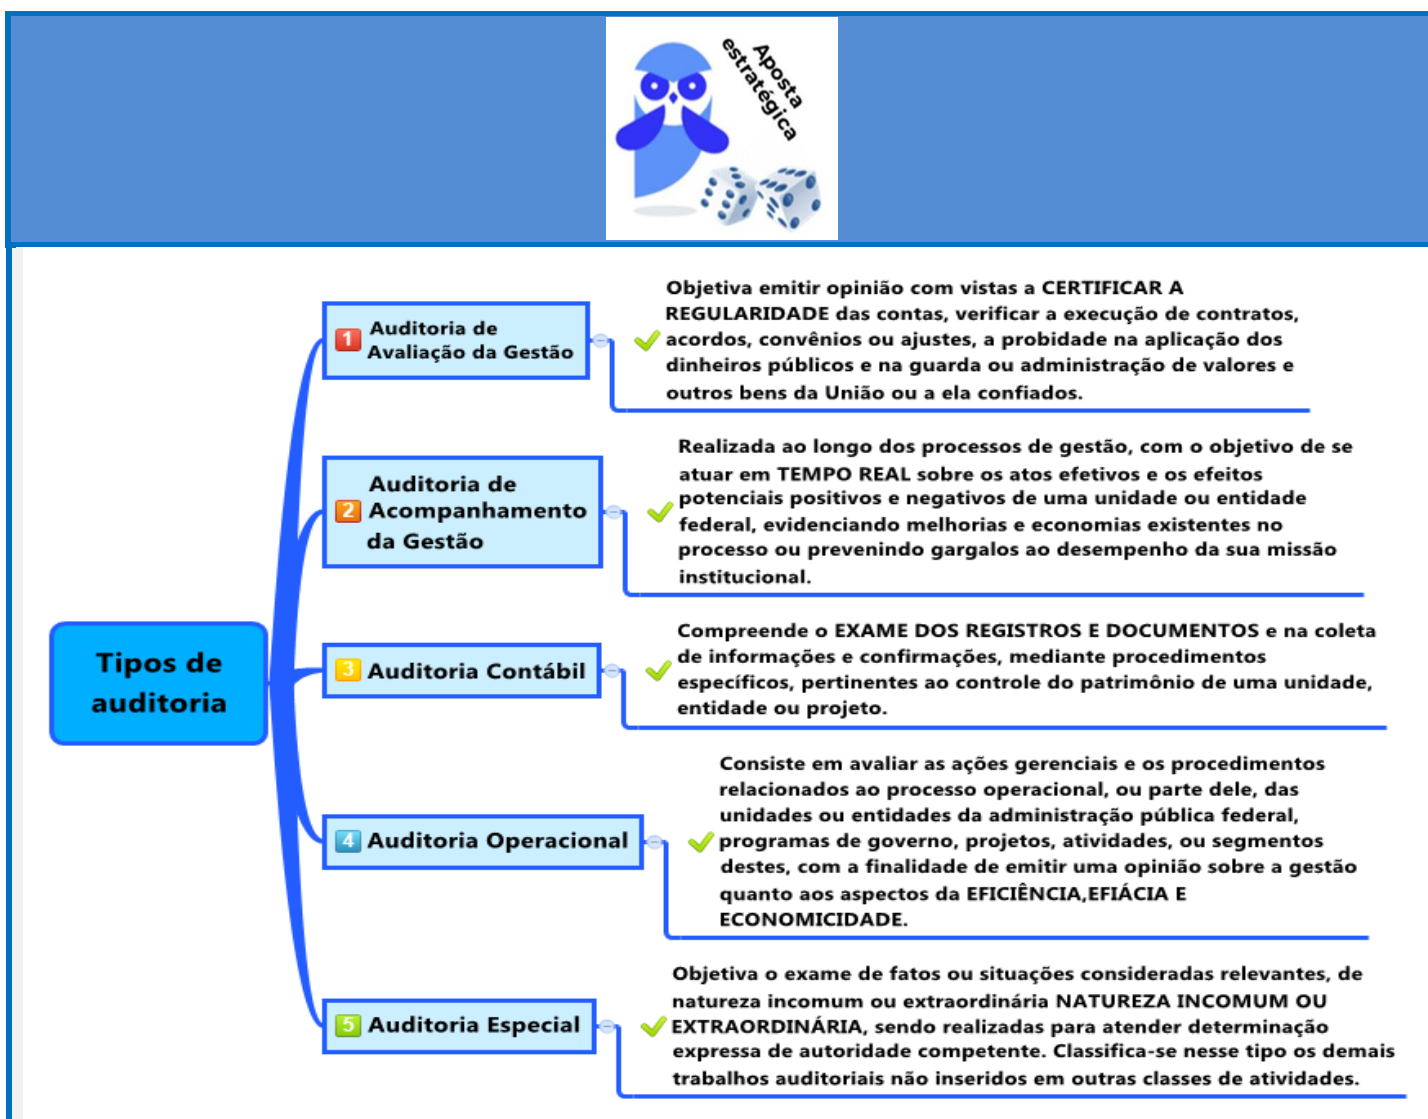 Aposta
estratégica
Tipos de
auditoria
1 Auditoria de
Avaliação da Gestão
Objetiva emitir opinião com vistas a CERTIFICAR A
REGULARIDADE das contas, verificar a execução de contratos,
acordos, convênios ou ajustes, a probidade na aplicação dos
dinheiros públicos e na guarda ou administração de valores e
outros bens da União ou a ela confiados.
2 Auditoria de
Acompanhamento
da Gestão
Realizada ao longo dos processos de gestão, com o objetivo de se
atuar em TEMPO REAL sobre os atos efetivos e os efeitos
potenciais positivos e negativos de uma unidade ou entidade
federal, evidenciando melhorias e economias existentes no
processo ou prevenindo gargalos ao desempenho da sua missão
institucional.
3 Auditoria Contábil
Compreende o EXAME DOS REGISTROS E DOCUMENTOS e na coleta
de informações e confirmações, mediante procedimentos
específicos, pertinentes ao controle do patrimônio de uma unidade,
entidade ou projeto.
4 Auditoria Operacional
Consiste em avaliar as ações gerenciais e os procedimentos
relacionados ao processo operacional, ou parte dele, das
unidades ou entidades da administração pública federal,
programas de governo, projetos, atividades, ou segmentos
destes, com a finalidade de emitir uma opinião sobre a gestão
quanto aos aspectos da EFICIÊNCIA,EFIÁCIA E
ECONOMICIDADE.
5 Auditoria Especial
Objetiva o exame de fatos ou situações consideradas relevantes, de
natureza incomum ou extraordinária NATUREZA INCOMUM OU
EXTRAORDINÁRIA, sendo realizadas para atender determinação
expressa de autoridade competente. Classifica-se nesse tipo os demais
trabalhos auditoriais não inseridos em outras classes de atividades.